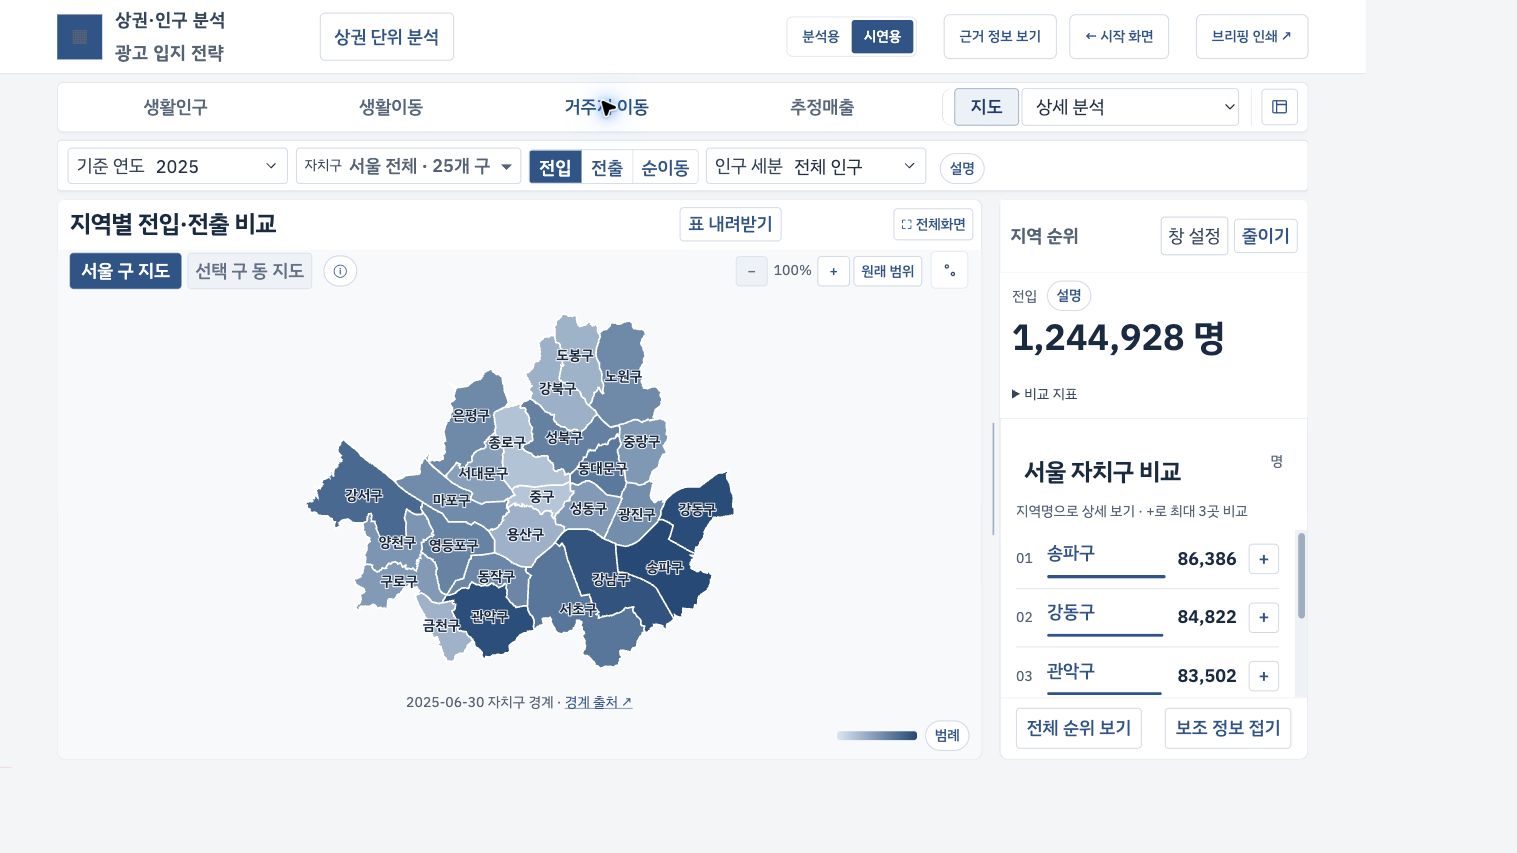 상권·인구 분석
광고 입지 전략
상권 단위 분석
분석용 시연용
근거 정보 보기
← 시작 화면
브리핑 인쇄 ↗
생활인구
생활이동
거주 이동
추정매출
지도
상세 분석
기준 연도 2025
자치구 서울 전체 · 25개 구
전입 전출 순이동
인구 세분 전체 인구
설명
지역별 전입·전출 비교
표 내려받기
전체화면
서울 구 지도
선택 구 동 지도
− 100% +
원래 범위
도봉구
노원구
강북구
은평구
종로구
성북구
중랑구
서대문구
동대문구
강서구
마포구
중구
성동구
광진구
강동구
양천구
영등포구
용산구
구로구
동작구
강남구
송파구
금천구
관악구
서초구
2025-06-30 자치구 경계 · 경계 출처 ↗
범례
지역 순위
창 설정
줄이기
전입 설명
1,244,928 명
▶ 비교 지표
서울 자치구 비교
명
지역명으로 상세 보기 · +로 최대 3곳 비교
01 송파구 86,386 +
02 강동구 84,822 +
03 관악구 83,502 +
전체 순위 보기
보조 정보 접기